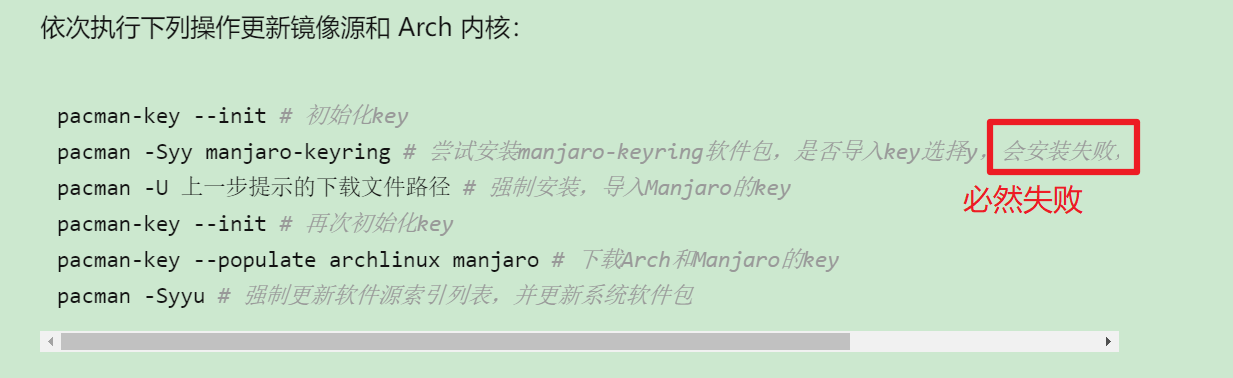 依次执行下列操作更新镜像源和 Arch 内核：
pacman-key --init # 初始化key
pacman -Syy manjaro-keyring # 尝试安装manjaro-keyring软件包，是否导入key选择y，会安装失败，
必然失败
pacman -U 上一步提示的下载文件路径 # 强制安装，导入Manjaro的key
pacman-key --init # 再次初始化key
pacman-key --populate archlinux manjaro # 下载Arch和Manjaro的key
pacman -Syyu # 强制更新软件源索引列表，并更新系统软件包